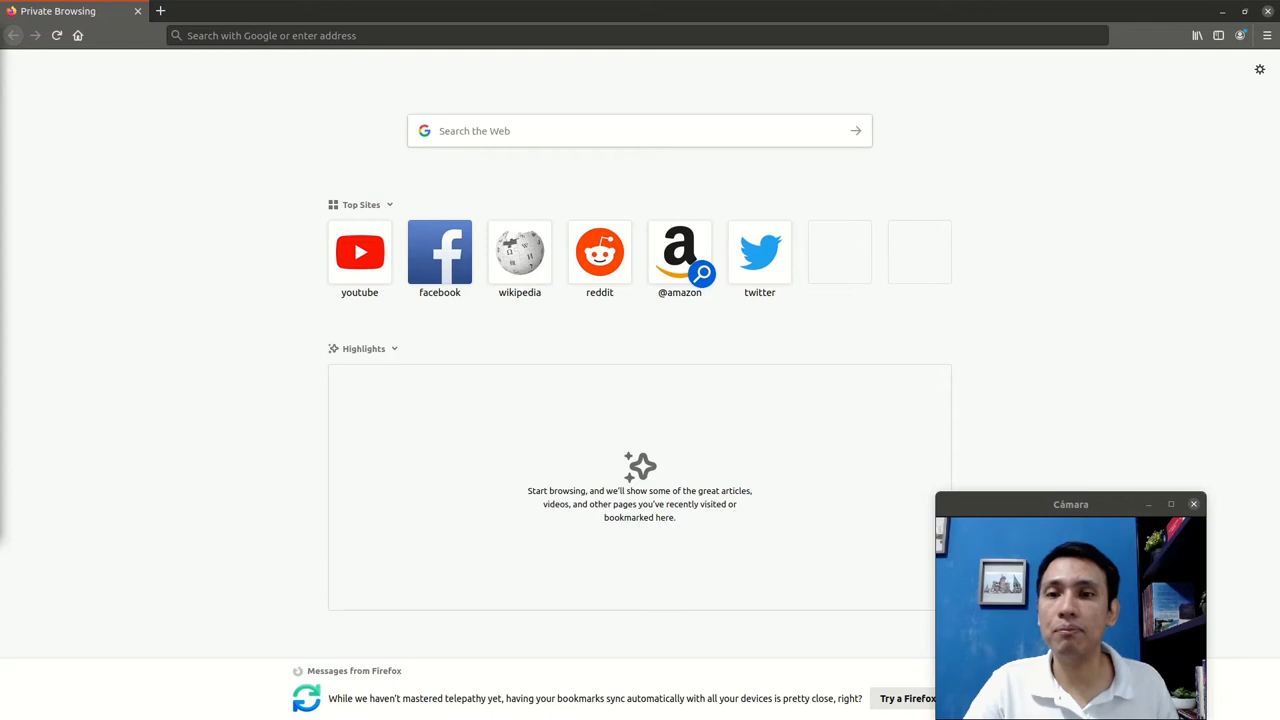 Private Browsing
Search with Google or enter address
Search the Web
Top Sites
youtube
facebook
wikipedia
reddit
@amazon
twitter
Highlights
Start browsing, and we'll show some of the great articles,
videos, and other pages you've recently visited or
bookmarked here.
Câmara
Messages from Firefox
While we haven't mastered telepathy yet, having your bookmarks sync automatically with all your devices is pretty close, right?
Try a Firefox